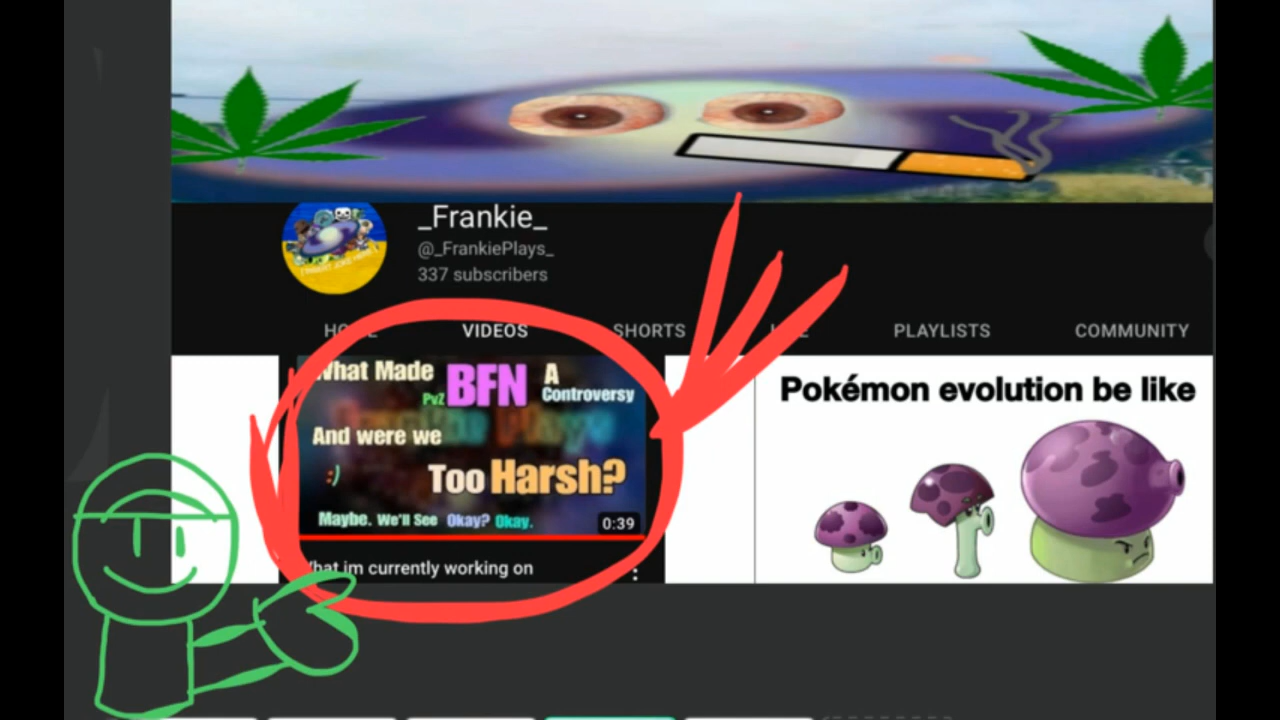 _Frankie_
@_FrankiePlays_
337 subscribers
VIDEOS SHORTS PLAYLISTS COMMUNITY
What Made
PvZ BFN A
Controversy
And were we
:) Too Harsh?
Maybe. We'll See Okay? Okay.
0:39
What im currently working on
Pokémon evolution be like